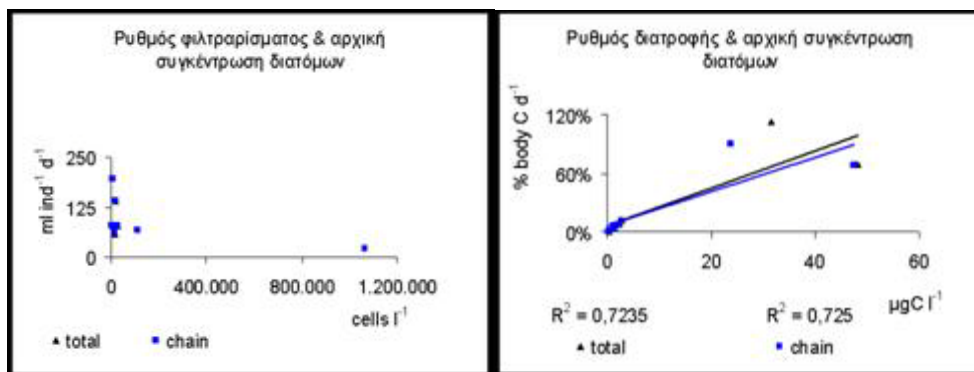 Ρυθμός φιλτραρίσματος & αρχική
συγκέντρωση διατόμων
250
125
0
ml ind⁻¹ d⁻¹
0
400.000
800.000
1.200.000
cells l⁻¹
total
chain
Ρυθμός διατροφής & αρχική συγκέντρωση
διατόμων
120%
60%
0%
% body C d⁻¹
0
20
40
60
µgC l⁻¹
R² = 0,7235
R² = 0,725
total
chain